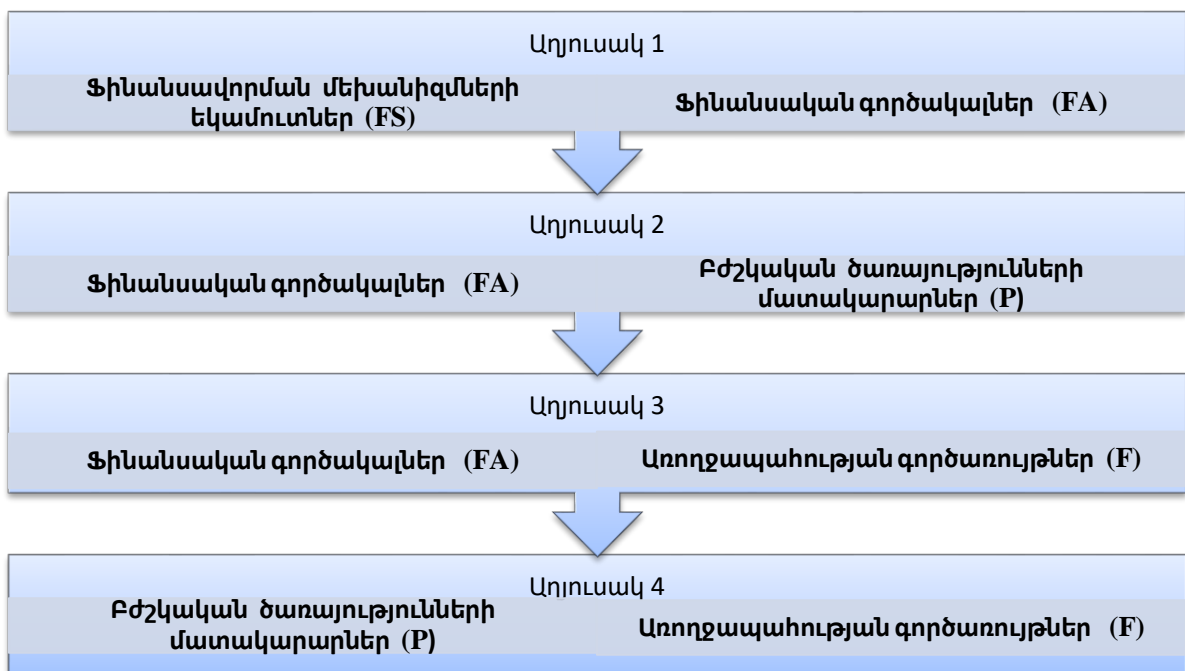 Աղյուսակ 1
Ֆինանսավորման մեխանիզմների
եկամուտներ (FS)
Ֆինանսական գործակալներ (FA)
Աղյուսակ 2
Ֆինանսական գործակալներ (FA)
Բժշկական ծառայությունների
մատակարարներ (P)
Աղյուսակ 3
Ֆինանսական գործակալներ (FA)
Առողջապահության գործառույթներ (F)
Աղյուսակ 4
Բժշկական ծառայությունների
մատակարարներ (P)
Առողջապահության գործառույթներ (F)